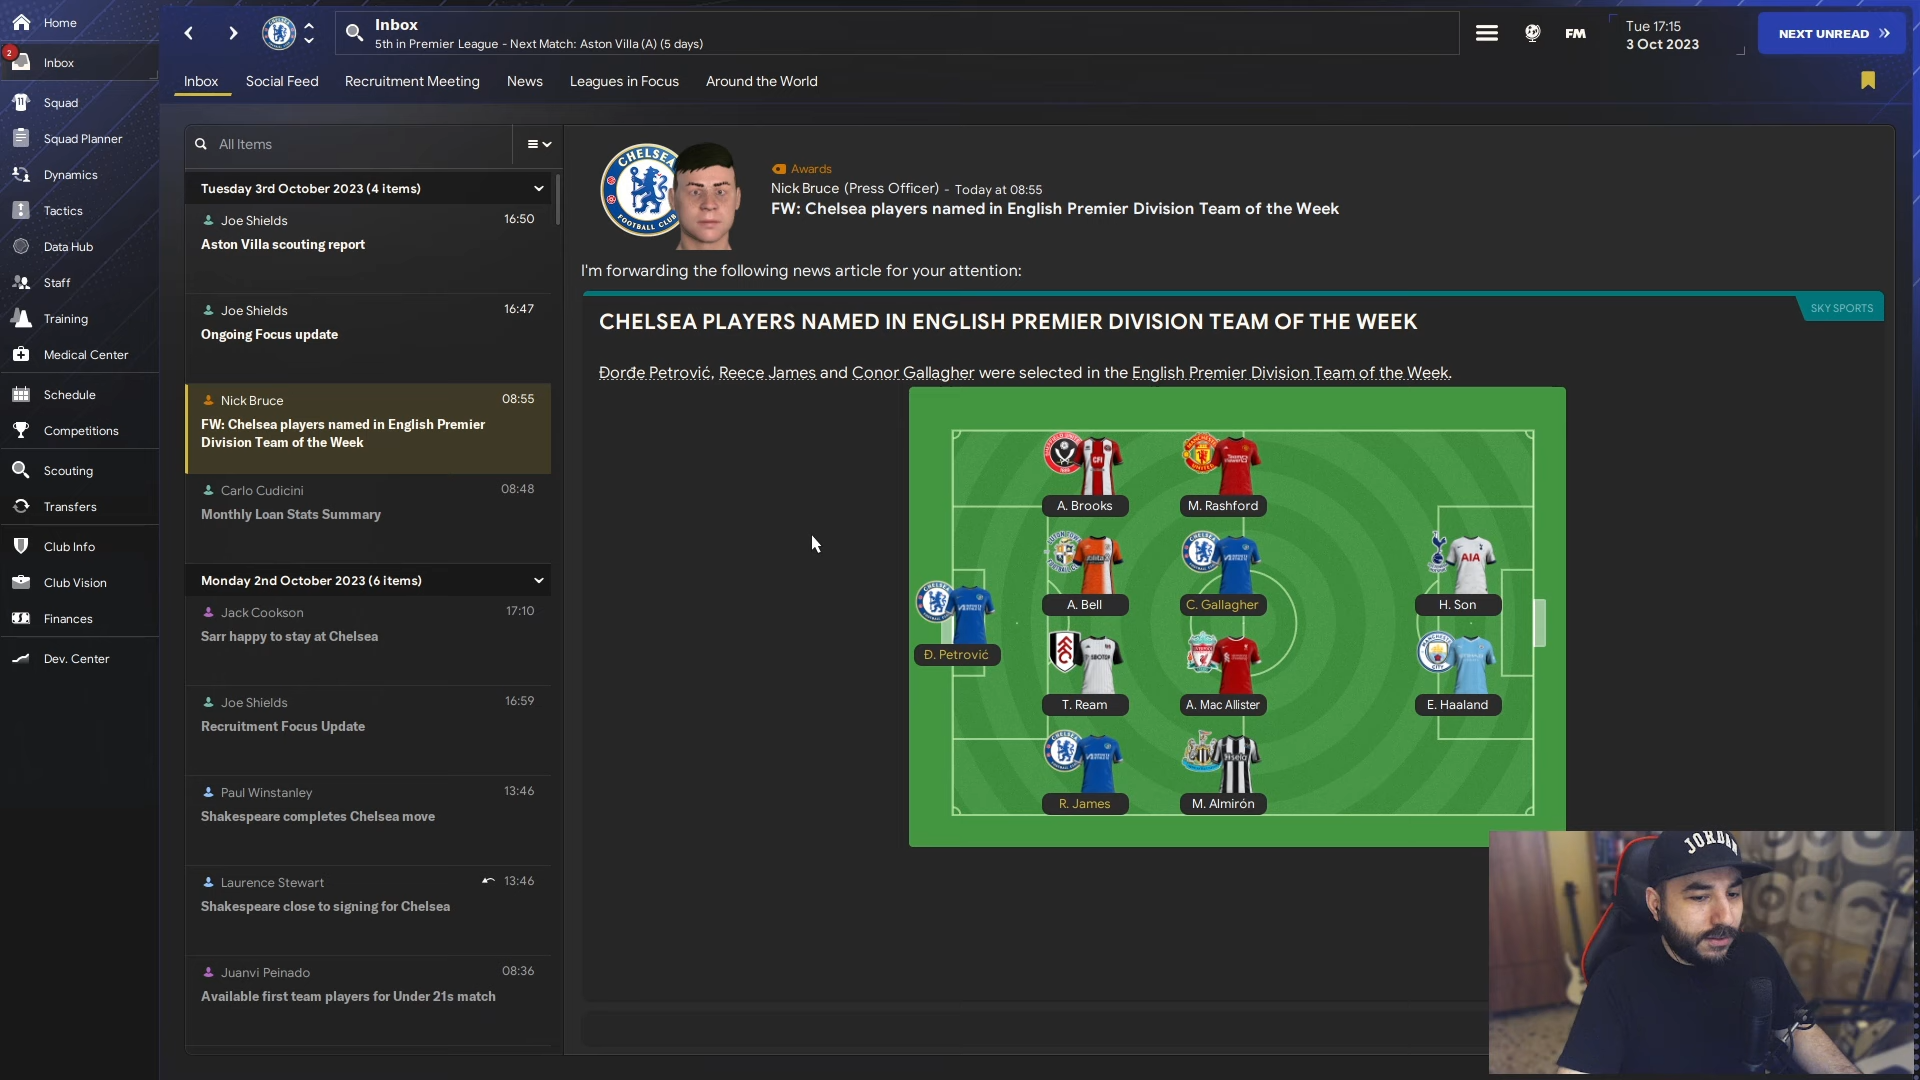 Home
2
Inbox
Squad
Squad Planner
Dynamics
Tactics
Data Hub
Staff
Training
Medical Center
Schedule
Competitions
Scouting
Transfers
Club Info
Club Vision
Finances
Dev. Center
Inbox
5th in Premier League - Next Match: Aston Villa (A) (5 days)
FM
Tue 17:15
3 Oct 2023
NEXT UNREAD
Inbox
Social Feed
Recruitment Meeting
News
Leagues in Focus
Around the World
All Items
Tuesday 3rd October 2023 (4 items)
Joe Shields 16:50
Aston Villa scouting report
Joe Shields 16:47
Ongoing Focus update
Nick Bruce 08:55
FW: Chelsea players named in English Premier
Division Team of the Week
Carlo Cudicini 08:48
Monthly Loan Stats Summary
Monday 2nd October 2023 (6 items)
Jack Cookson 17:10
Sarr happy to stay at Chelsea
Joe Shields 16:59
Recruitment Focus Update
Paul Winstanley 13:46
Shakespeare completes Chelsea move
Laurence Stewart 13:46
Shakespeare close to signing for Chelsea
Juanvi Peinado 08:36
Available first team players for Under 21s match
CHELSEA
FOOTBALL CLUB
Awards
Nick Bruce (Press Officer) - Today at 08:55
FW: Chelsea players named in English Premier Division Team of the Week
I'm forwarding the following news article for your attention:
SKY SPORTS
CHELSEA PLAYERS NAMED IN ENGLISH PREMIER DIVISION TEAM OF THE WEEK
Đorđe Petrović, Reece James and Conor Gallagher were selected in the English Premier Division Team of the Week.
A. Brooks
M. Rashford
A. Bell
C. Gallagher
AIA
H. Son
Đ. Petrović
T. Ream
A. Mac Allister
E. Haaland
R. James
M. Almirón
JORDAN